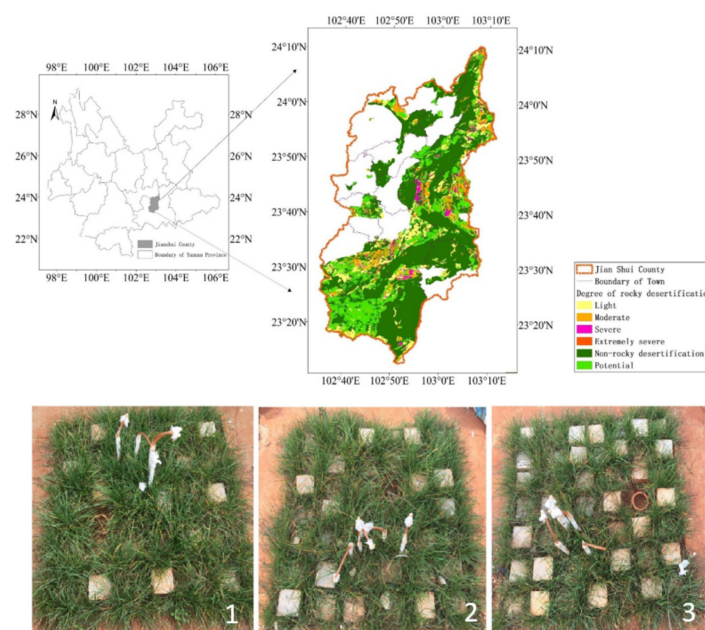 102°40'E 102°50'E 103°0'E 103°10'E
24°10'N 24°10'N
98°E 100°E 102°E 104°E 106°E
N
28°N 28°N
24°0'N 24°0'N
26°N 26°N
23°50'N 23°50'N
24°N 24°N
23°40'N 23°40'N
22°N 22°N
Jianshui County
Boundary of Yunnan Province
98°E 100°E 102°E 104°E 106°E
23°30'N 23°30'N
23°20'N 23°20'N
102°40'E 102°50'E 103°0'E 103°10'E
Jian Shui County
Boundary of Town
Degree of rocky desertification
Light
Moderate
Severe
Extremely severe
Non-rocky desertification
Potential
1 2 3